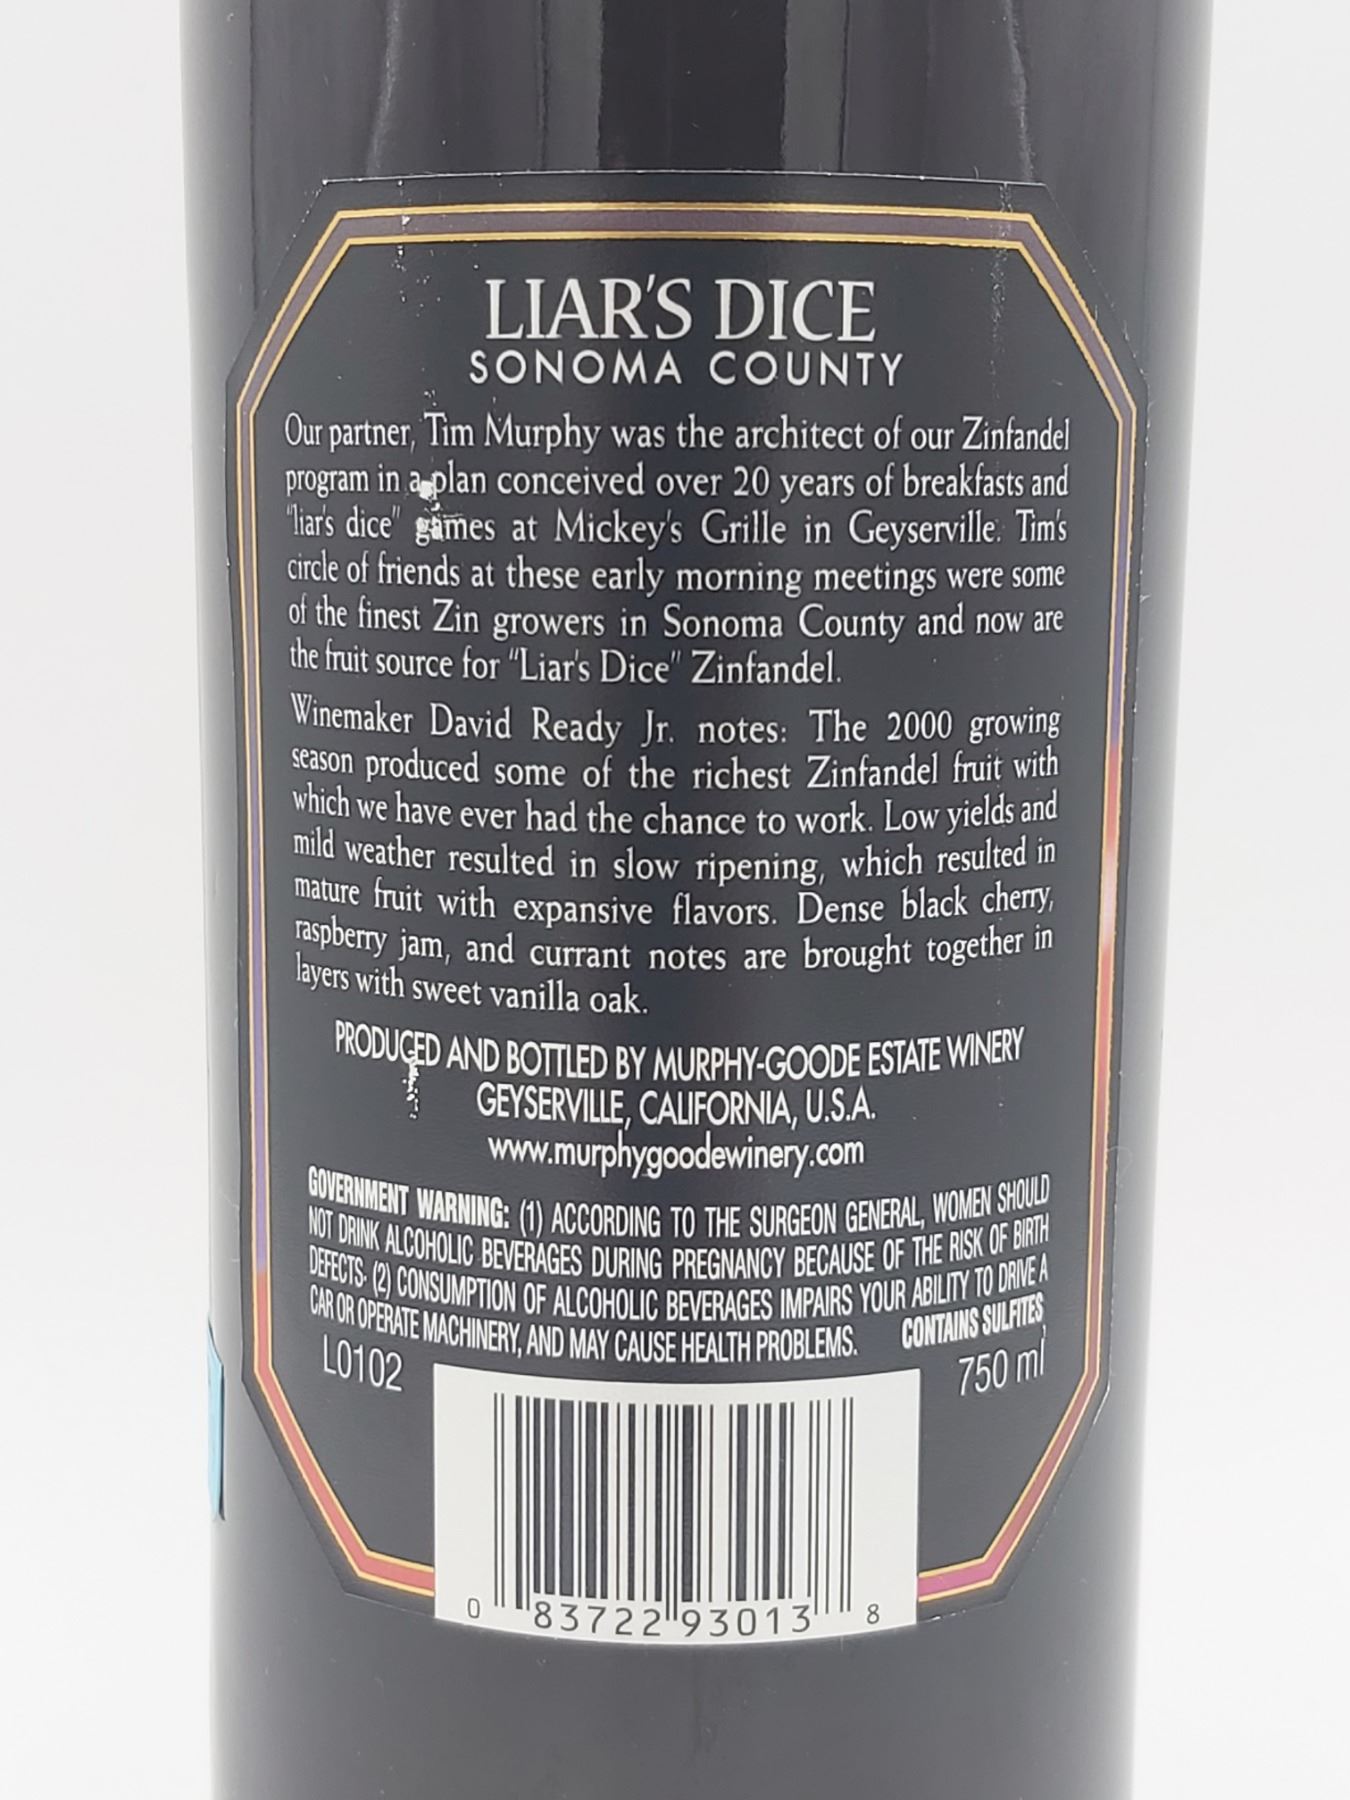 LIAR'S DICE
SONOMA COUNTY
Our partner, Tim Murphy was the architect of our Zinfandel
program in a plan conceived over 20 years of breakfasts and
"liar's dice" games at Mickey's Grille in Geyserville. Tim's
circle of friends at these early morning meetings were some
of the finest Zin growers in Sonoma County and now are
the fruit source for "Liar's Dice" Zinfandel.
Winemaker David Ready Jr. notes: The 2000 growing
season produced some of the richest Zinfandel fruit with
which we have ever had the chance to work. Low yields and
mild weather resulted in slow ripening, which resulted in
mature fruit with expansive flavors. Dense black cherry,
raspberry jam, and currant notes are brought together in
layers with sweet vanilla oak.
PRODUCED AND BOTTLED BY MURPHY-GOODE ESTATE WINERY
GEYSERVILLE, CALIFORNIA, U.S.A.
www.murphygoodewinery.com
GOVERNMENT WARNING: (1) ACCORDING TO THE SURGEON GENERAL, WOMEN SHOULD
NOT DRINK ALCOHOLIC BEVERAGES DURING PREGNANCY BECAUSE OF THE RISK OF BIRTH
DEFECTS. (2) CONSUMPTION OF ALCOHOLIC BEVERAGES IMPAIRS YOUR ABILITY TO DRIVE A
CAR OR OPERATE MACHINERY, AND MAY CAUSE HEALTH PROBLEMS. CONTAINS SULFITES
L0102 750 ml
0 83722 93013 8